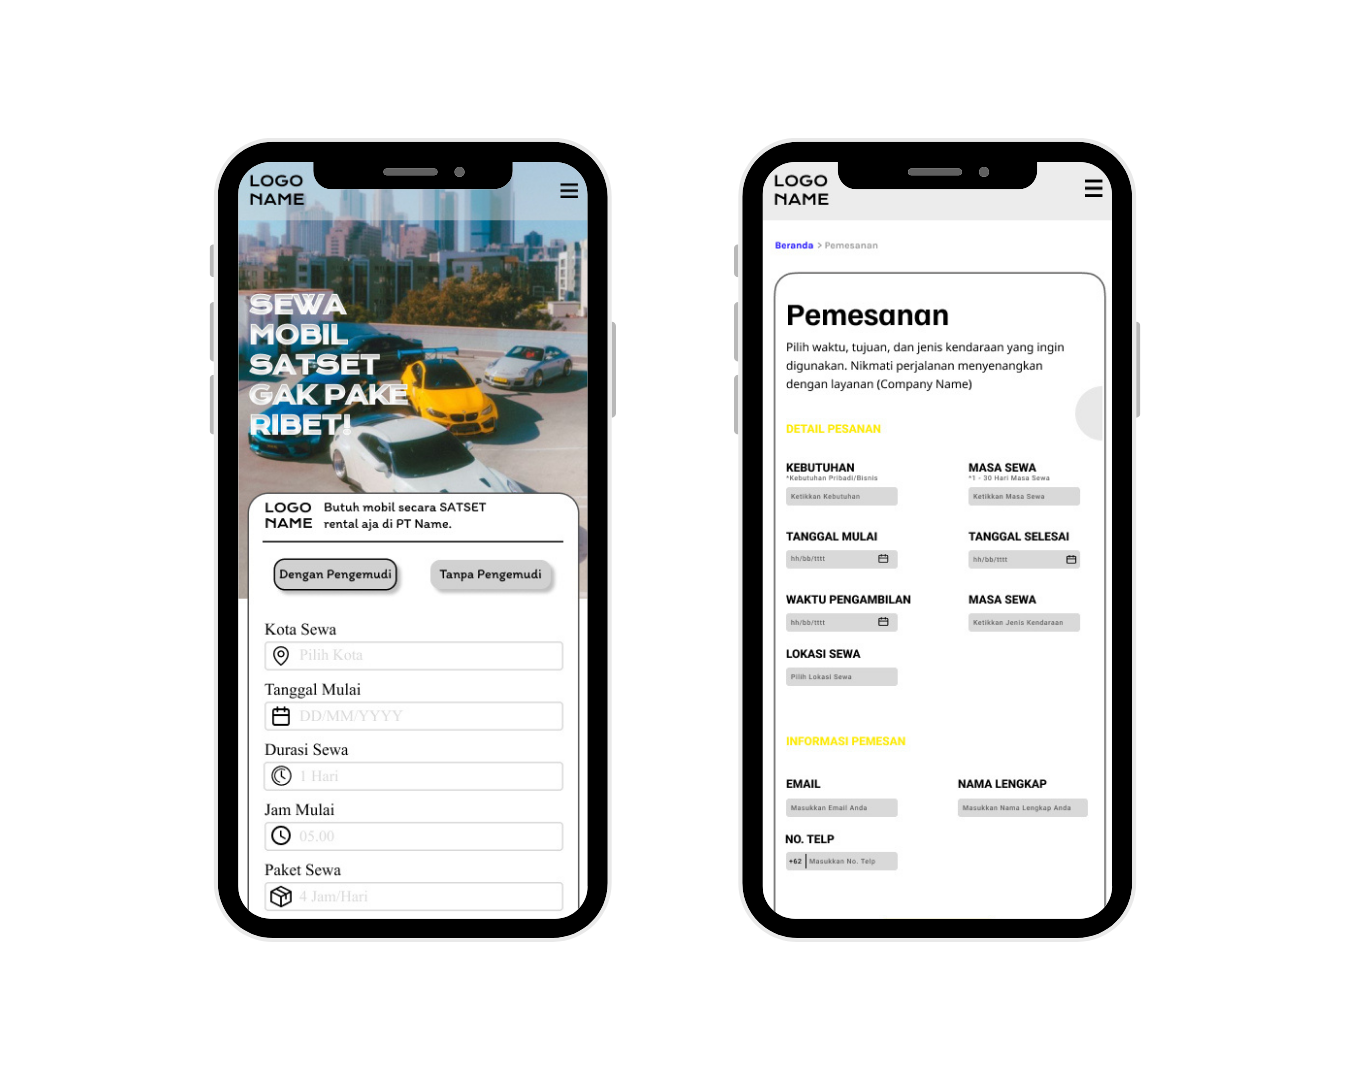 LOGO
NAME
SEWA
MOBIL
SATSET
GAK PAKE
RIBET!
LOGO
NAME
Butuh mobil secara SATSET
rental aja di PT Name.
Dengan Pengemudi
Tanpa Pengemudi
Kota Sewa
Pilih Kota
Tanggal Mulai
DD/MM/YYYY
Durasi Sewa
1 Hari
Jam Mulai
05.00
Paket Sewa
4 Jam/Hari
LOGO
NAME
Beranda > Pemesanan
Pemesanan
Pilih waktu, tujuan, dan jenis kendaraan yang ingin
digunakan. Nikmati perjalanan menyenangkan
dengan layanan (Company Name)
DETAIL PESANAN
KEBUTUHAN
*Kebutuhan Pribadi/Bisnis
Ketikkan Kebutuhan
MASA SEWA
*1 - 30 Hari Masa Sewa
Ketikkan Masa Sewa
TANGGAL MULAI
hh/bb/tttt
TANGGAL SELESAI
hh/bb/tttt
WAKTU PENGAMBILAN
hh/bb/tttt
MASA SEWA
Ketikkan Jenis Kendaraan
LOKASI SEWA
Pilih Lokasi Sewa
INFORMASI PEMESAN
EMAIL
Masukkan Email Anda
NAMA LENGKAP
Masukkan Nama Lengkap Anda
NO. TELP
+62 Masukkan No. Telp